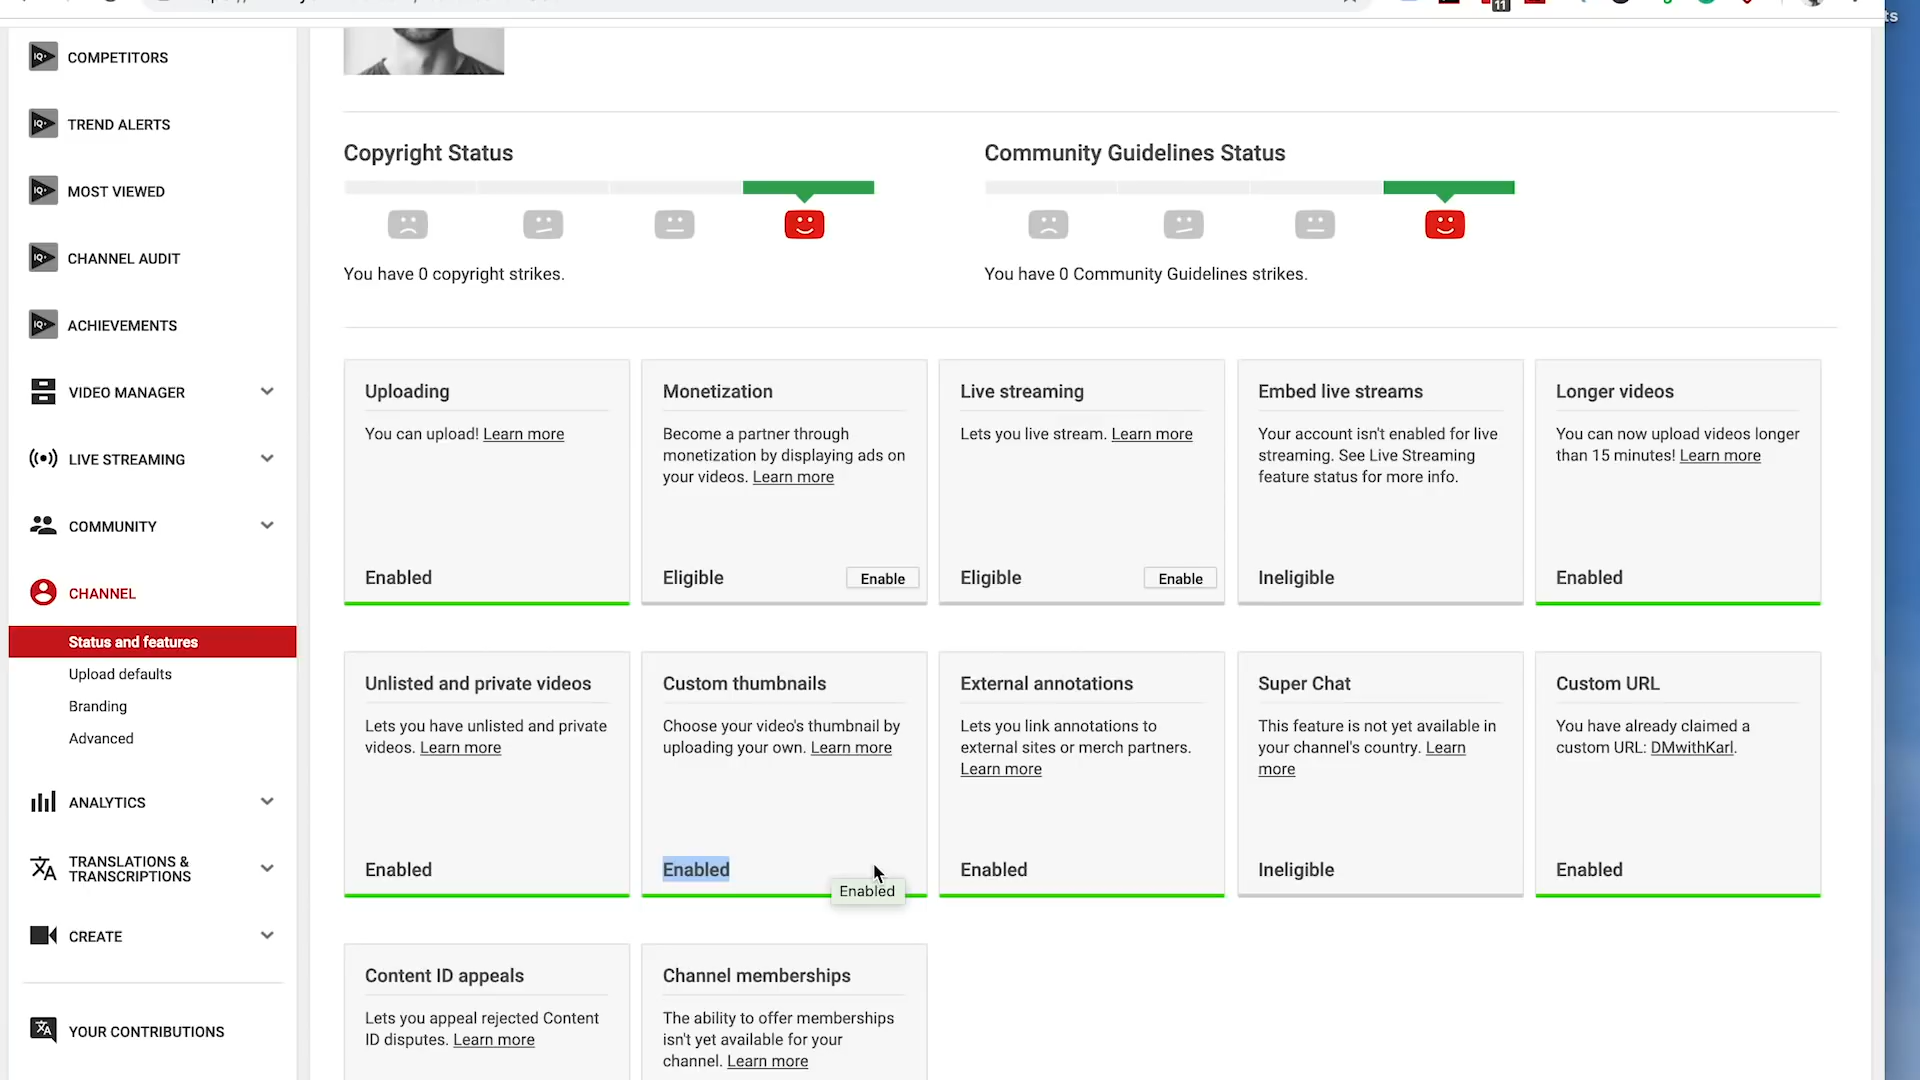 11
ts
COMPETITORS
TREND ALERTS
MOST VIEWED
CHANNEL AUDIT
ACHIEVEMENTS
VIDEO MANAGER
LIVE STREAMING
COMMUNITY
CHANNEL
Status and features
Upload defaults
Branding
Advanced
ANALYTICS
TRANSLATIONS &
TRANSCRIPTIONS
CREATE
YOUR CONTRIBUTIONS
Copyright Status
You have 0 copyright strikes.
Community Guidelines Status
You have 0 Community Guidelines strikes.
Uploading
You can upload! Learn more
Enabled
Monetization
Become a partner through
monetization by displaying ads on
your videos. Learn more
Eligible
Enable
Live streaming
Lets you live stream. Learn more
Eligible
Enable
Embed live streams
Your account isn't enabled for live
streaming. See Live Streaming
feature status for more info.
Ineligible
Longer videos
You can now upload videos longer
than 15 minutes! Learn more
Enabled
Unlisted and private videos
Lets you have unlisted and private
videos. Learn more
Enabled
Custom thumbnails
Choose your video's thumbnail by
uploading your own. Learn more
Enabled
Enabled
External annotations
Lets you link annotations to
external sites or merch partners.
Learn more
Enabled
Super Chat
This feature is not yet available in
your channel's country. Learn
more
Ineligible
Custom URL
You have already claimed a
custom URL: DMwithKarl.
Enabled
Content ID appeals
Lets you appeal rejected Content
ID disputes. Learn more
Channel memberships
The ability to offer memberships
isn't yet available for your
channel. Learn more